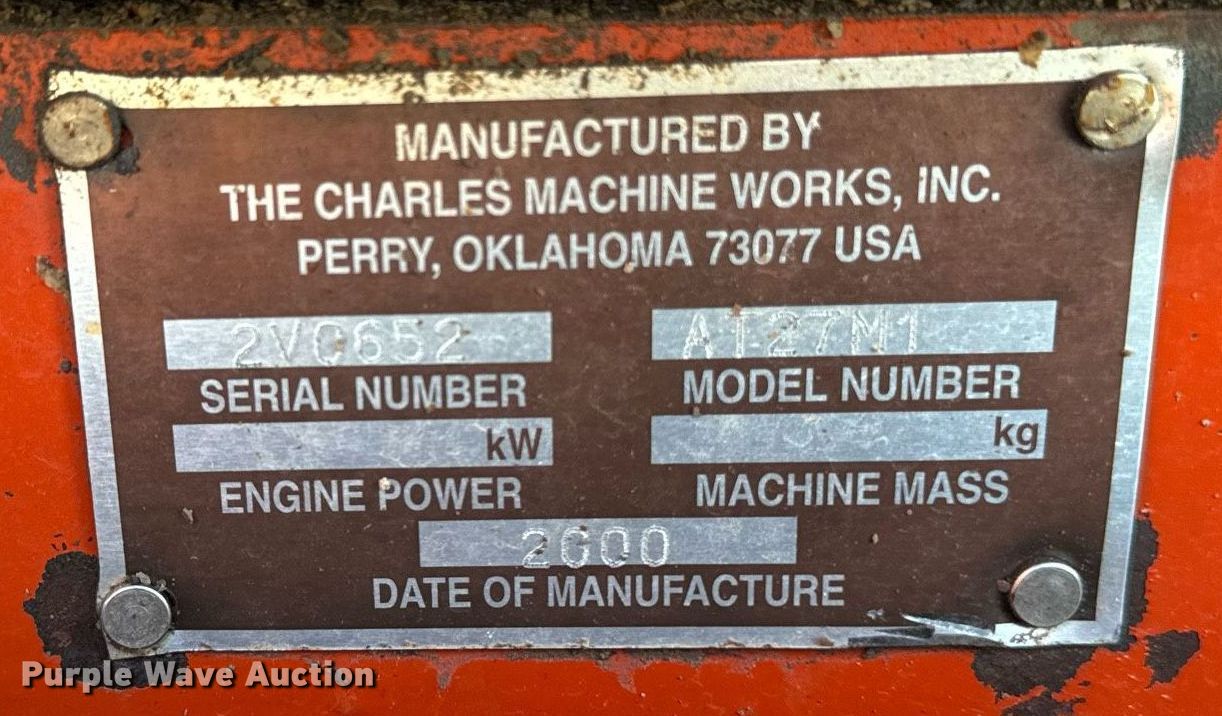 MANUFACTURED BY
THE CHARLES MACHINE WORKS, INC.
PERRY, OKLAHOMA 73077 USA
2V0652 AT27M1
SERIAL NUMBER MODEL NUMBER
kW kg
ENGINE POWER MACHINE MASS
2000
DATE OF MANUFACTURE
Purple Wave Auction